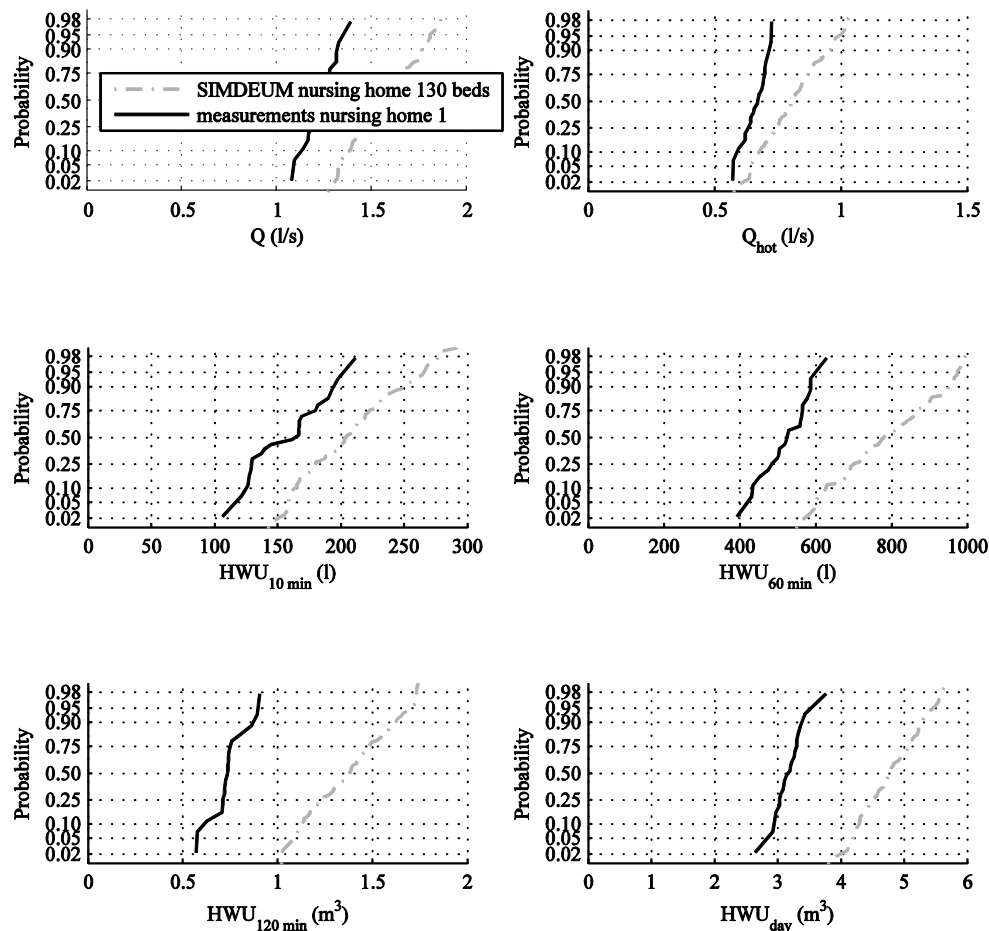 0.98
0.95
0.90
0.75
0.50
0.25
0.10
0.05
0.02
Probability
SIMDEUM nursing home 130 beds
measurements nursing home 1
0 0.5 1 1.5 2
Q (l/s)
0.98
0.95
0.90
0.75
0.50
0.25
0.10
0.05
0.02
Probability
0 0.5 1 1.5
Qhot (l/s)
0.98
0.95
0.90
0.75
0.50
0.25
0.10
0.05
0.02
Probability
0 50 100 150 200 250 300
HWU10 min (l)
0.98
0.95
0.90
0.75
0.50
0.25
0.10
0.05
0.02
Probability
0 200 400 600 800 1000
HWU60 min (l)
0.98
0.95
0.90
0.75
0.50
0.25
0.10
0.05
0.02
Probability
0 0.5 1 1.5 2
HWU120 min (m³)
0.98
0.95
0.90
0.75
0.50
0.25
0.10
0.05
0.02
Probability
0 1 2 3 4 5 6
HWUday (m³)